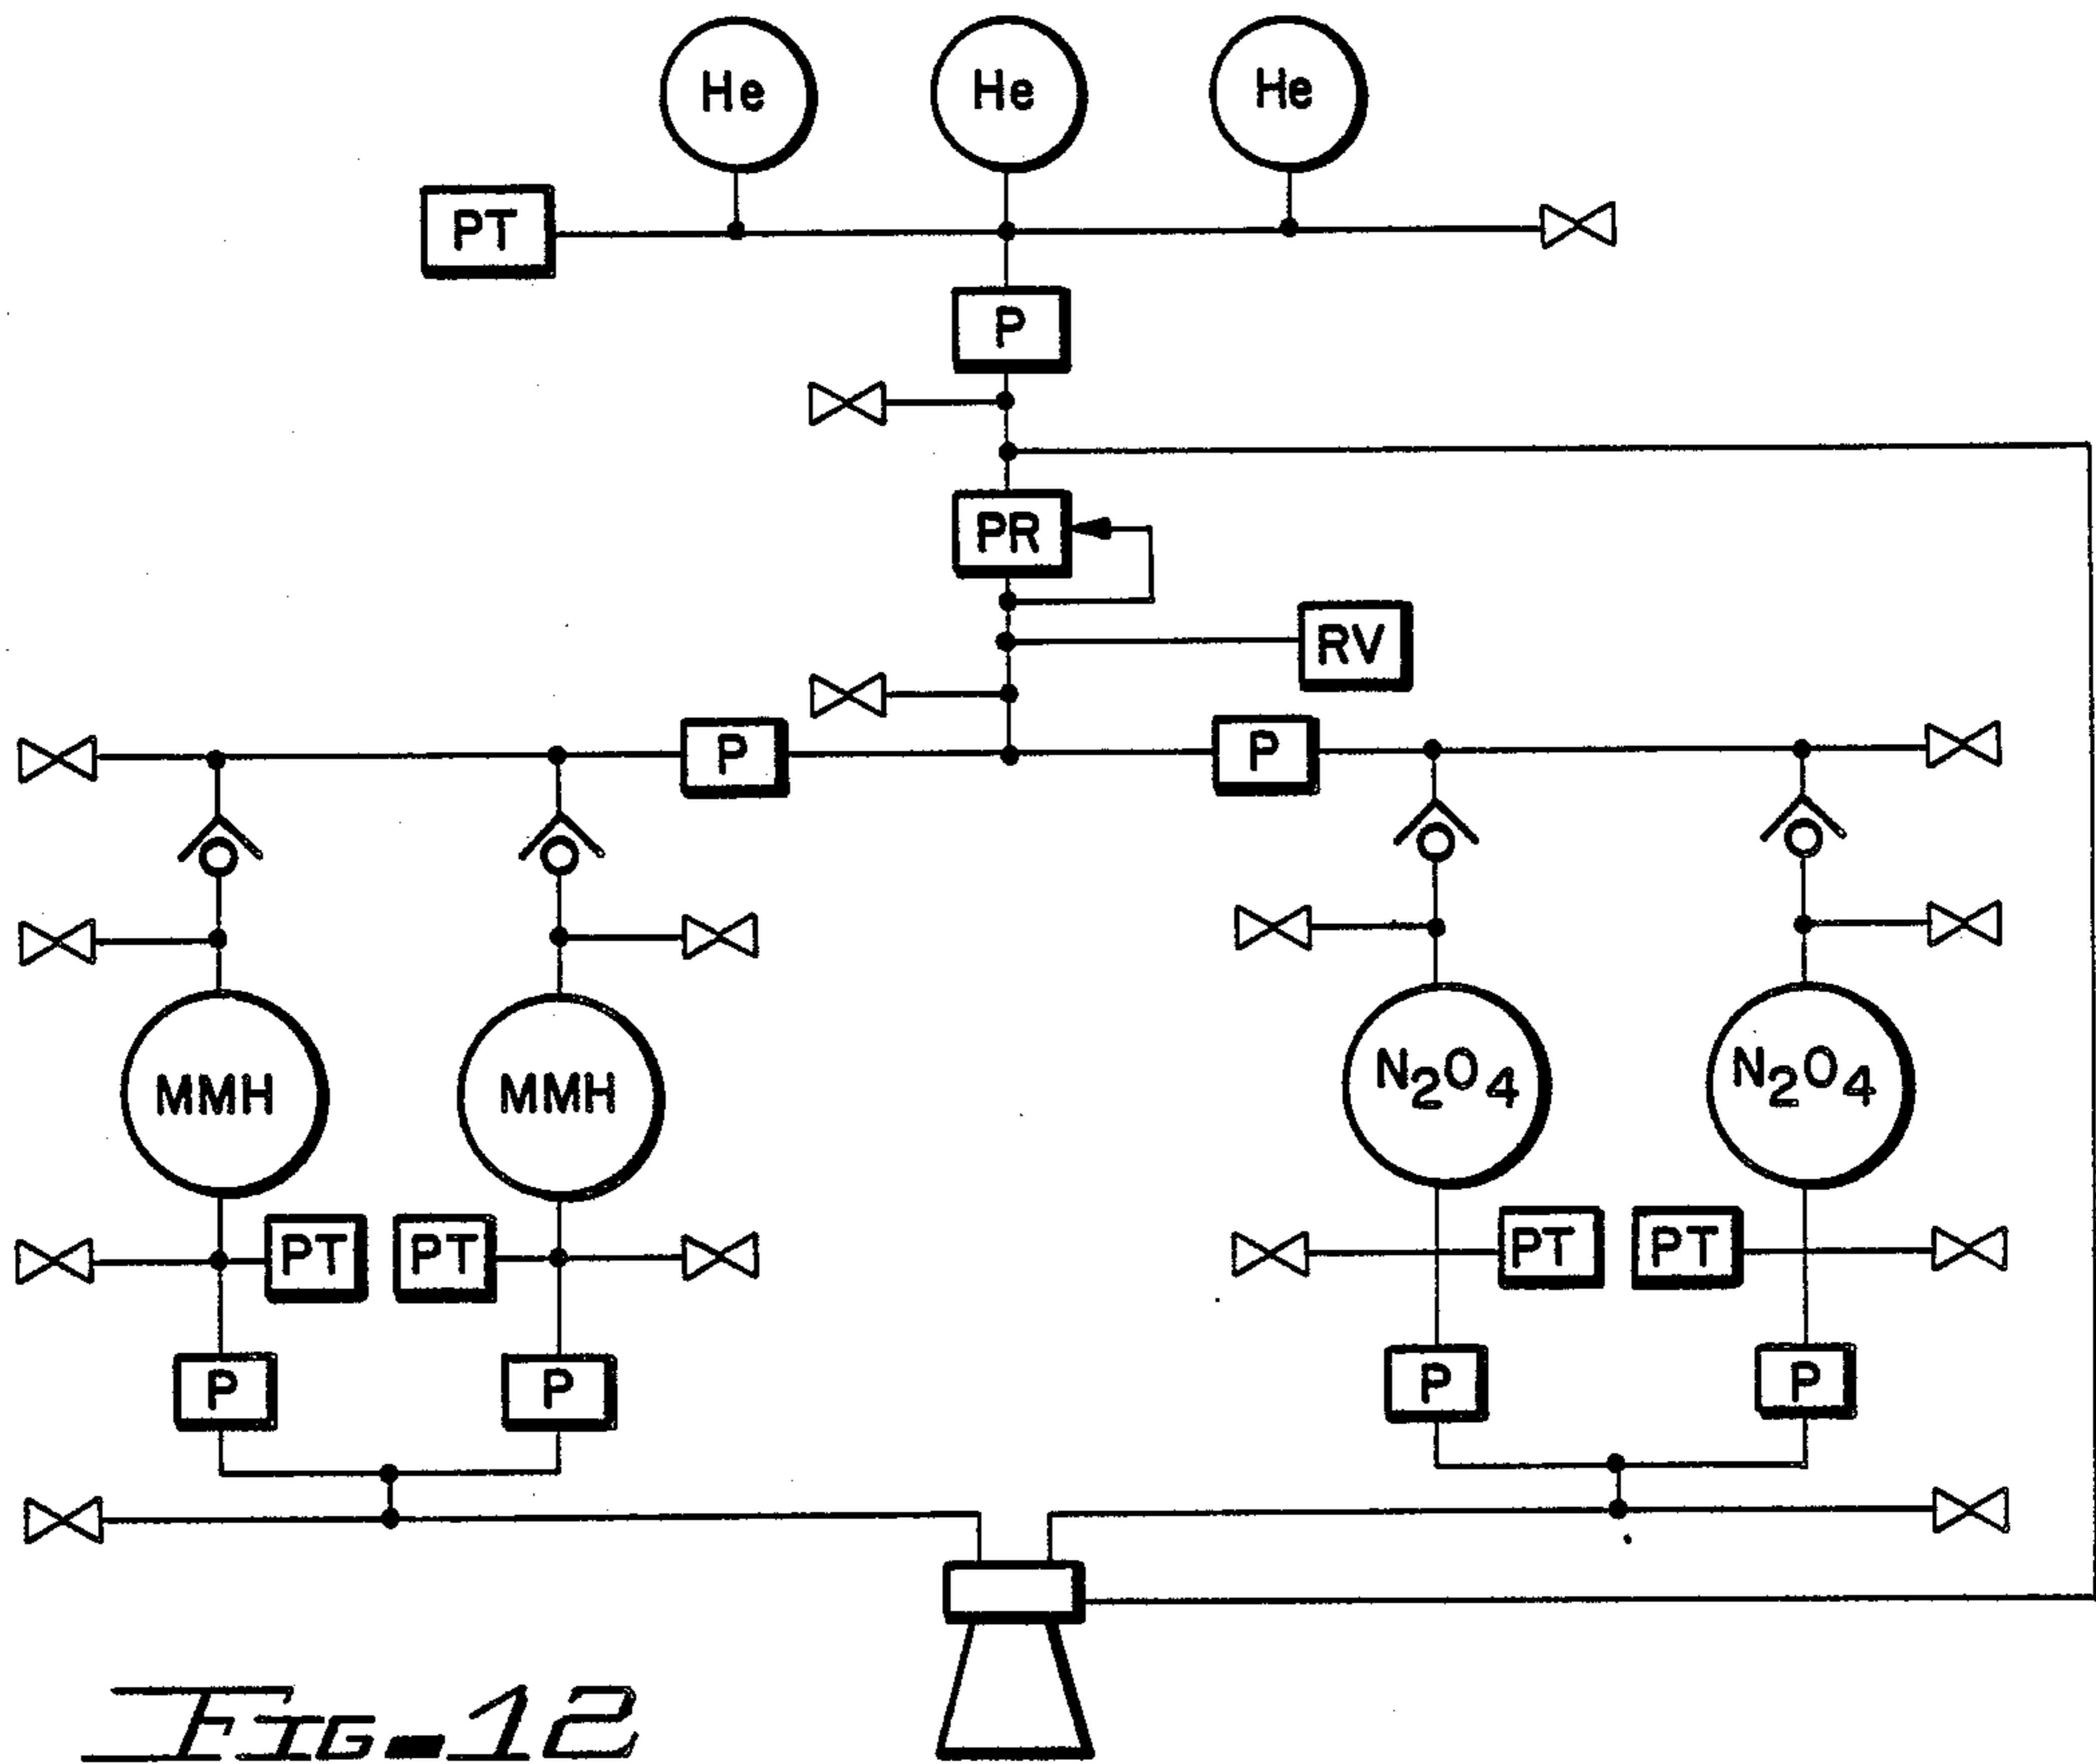 He He He
PT
P
PR
RV
P P
MMH MMH N₂O₄ N₂O₄
PT PT PT PT
P P P P
FIG. 12